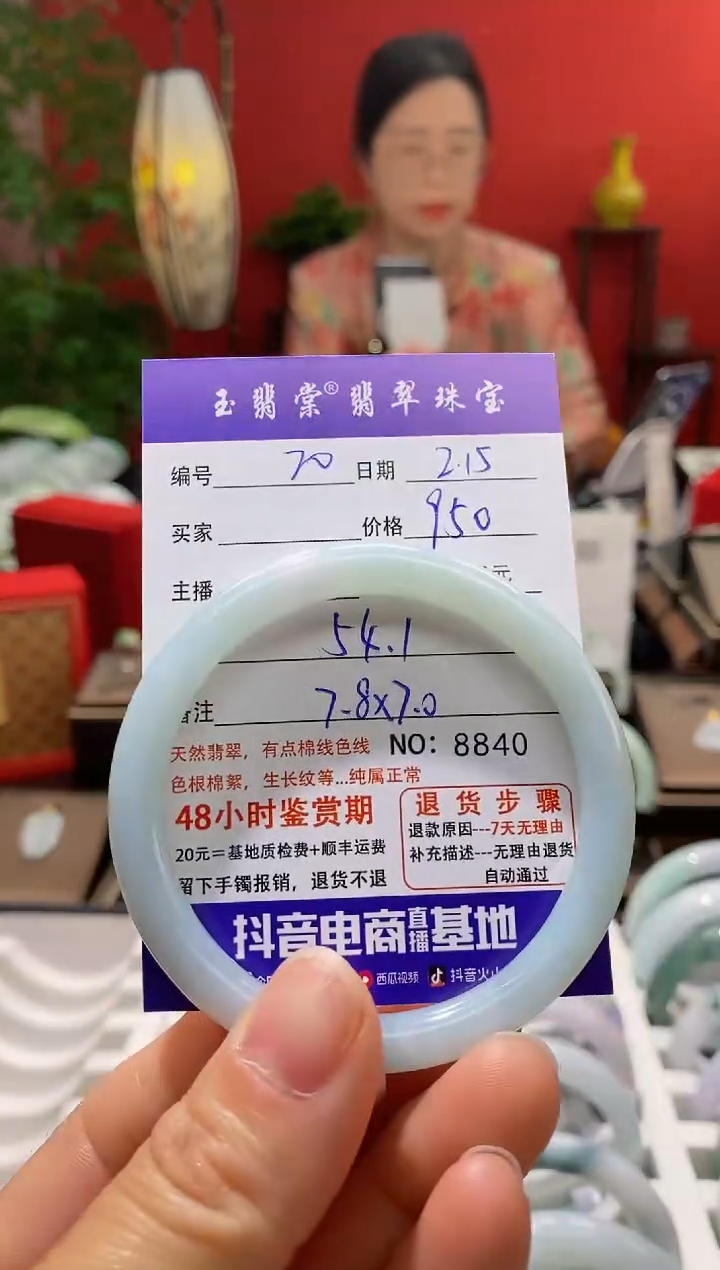 玉翡棠®翡翠珠宝
编号 70 日期 2.15
买家 价格 950
主播 元
54.1
备注 7.8x7.0
天然翡翠，有点棉线色线 NO：8840
色根棉絮，生长纹等...纯属正常
48小时鉴赏期
20元＝基地质检费+顺丰运费
留下手镯报销，退货不退
退货步骤
退款原因---7天无理由
补充描述---无理由退货
自动通过
抖音电商直播基地
西瓜视频 抖音火山